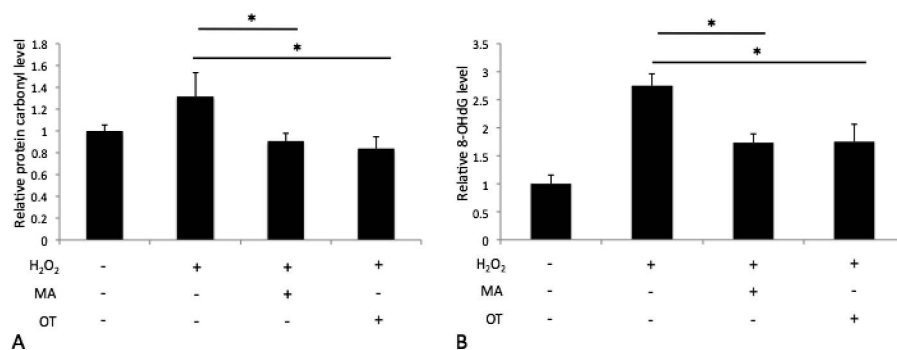 *
*
Relative protein carbonyl level
1.8
1.6
1.4
1.2
1
0.8
0.6
0.4
0.2
0
H₂O₂ - + + +
MA - - + -
OT - - - +
A
*
*
Relative 8-OHdG level
3.5
3
2.5
2
1.5
1
0.5
0
H₂O₂ - + + +
MA - - + -
OT - - - +
B